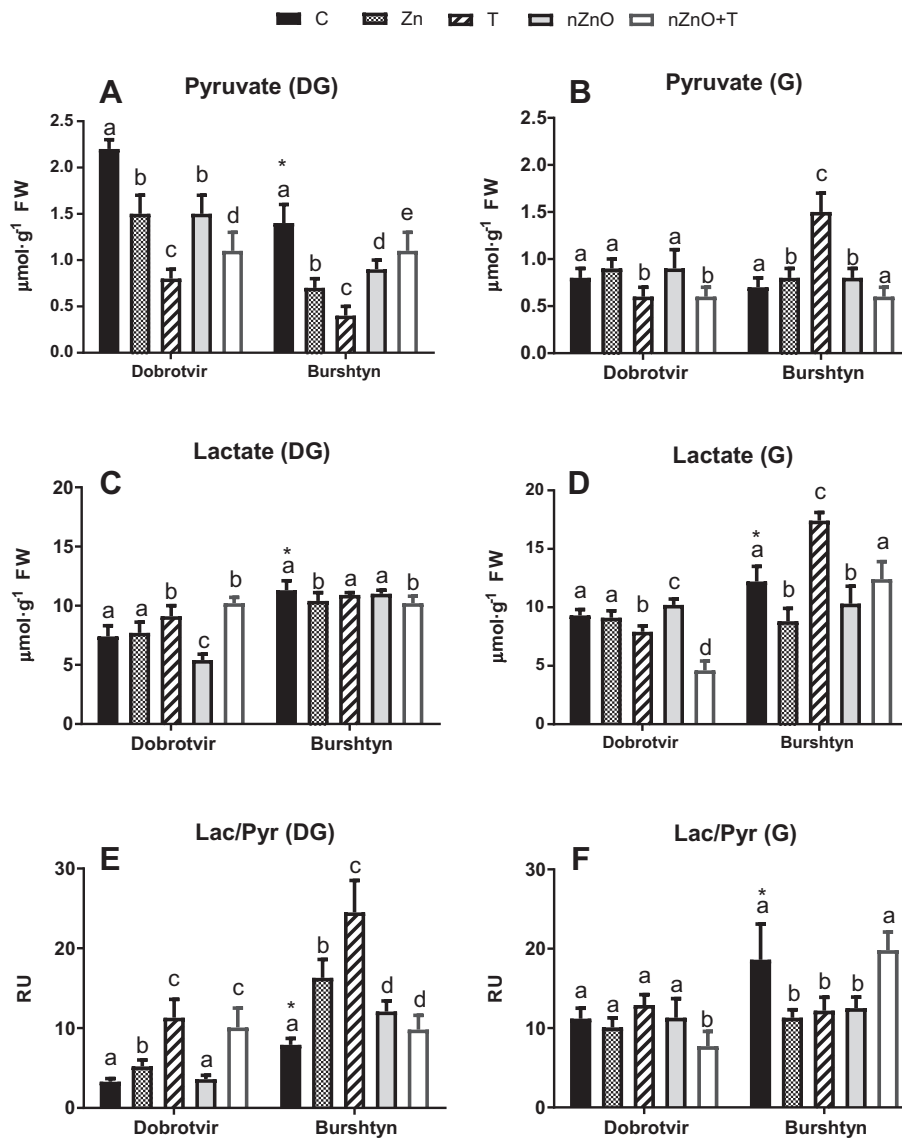 C Zn T nZnO nZnO+T
A Pyruvate (DG)
μmol·g⁻¹ FW
2.5
2.0
1.5
1.0
0.5
0.0
a b c b d * a b c d e
Dobrotvir Burshtyn
B Pyruvate (G)
μmol·g⁻¹ FW
2.5
2.0
1.5
1.0
0.5
0.0
a a b a b a b c b a
Dobrotvir Burshtyn
C Lactate (DG)
μmol·g⁻¹ FW
20
15
10
5
0
a a b c b * a b a a b
Dobrotvir Burshtyn
D Lactate (G)
μmol·g⁻¹ FW
20
15
10
5
0
a a b c d * a b c b a
Dobrotvir Burshtyn
E Lac/Pyr (DG)
RU
30
20
10
0
a b c a c * a b c d d
Dobrotvir Burshtyn
F Lac/Pyr (G)
RU
30
20
10
0
a a a a b * a b b b a
Dobrotvir Burshtyn